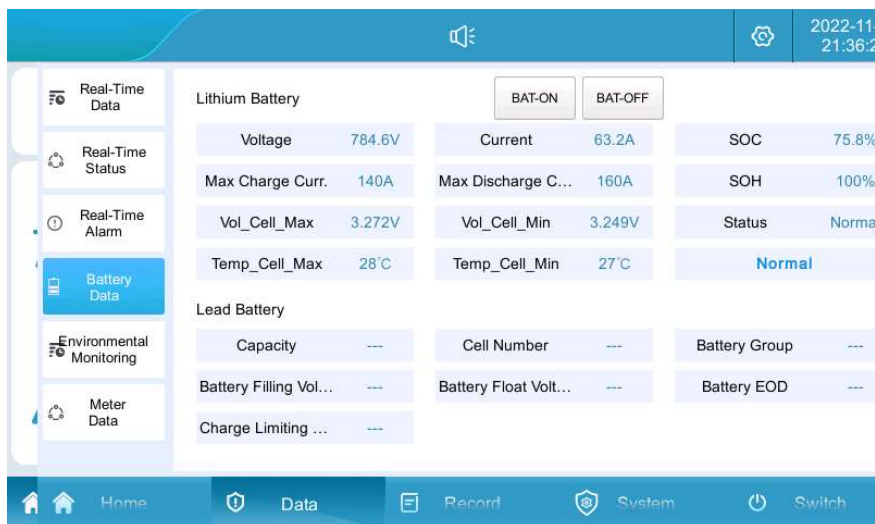 2022-11-
21:36:2
Real-Time
Data
Real-Time
Status
Real-Time
Alarm
Battery
Data
Environmental
Monitoring
Meter
Data
Lithium Battery BAT-ON BAT-OFF
Voltage 784.6V Current 63.2A SOC 75.8%
Max Charge Curr. 140A Max Discharge C... 160A SOH 100%
Vol_Cell_Max 3.272V Vol_Cell_Min 3.249V Status Norma
Temp_Cell_Max 28°C Temp_Cell_Min 27°C Normal
Lead Battery
Capacity --- Cell Number --- Battery Group ---
Battery Filling Vol... --- Battery Float Volt... --- Battery EOD ---
Charge Limiting ... ---
Home Data Record System Switch